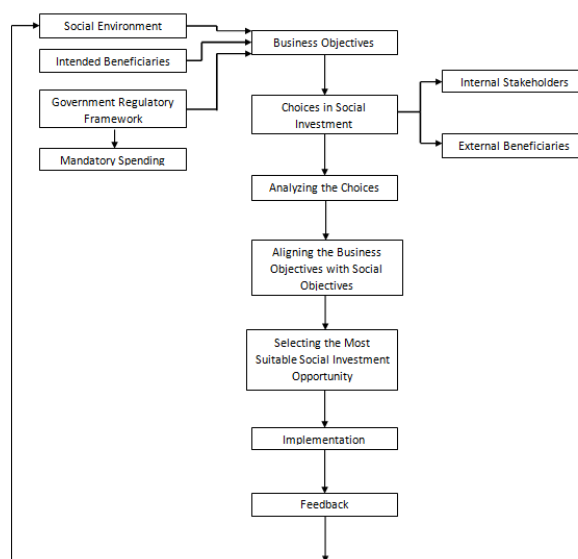 Social Environment
Business Objectives
Intended Beneficiaries
Internal Stakeholders
Government Regulatory
Framework
Choices in Social
Investment
Mandatory Spending
External Beneficiaries
Analyzing the Choices
Aligning the Business
Objectives with Social
Objectives
Selecting the Most
Suitable Social Investment
Opportunity
Implementation
Feedback